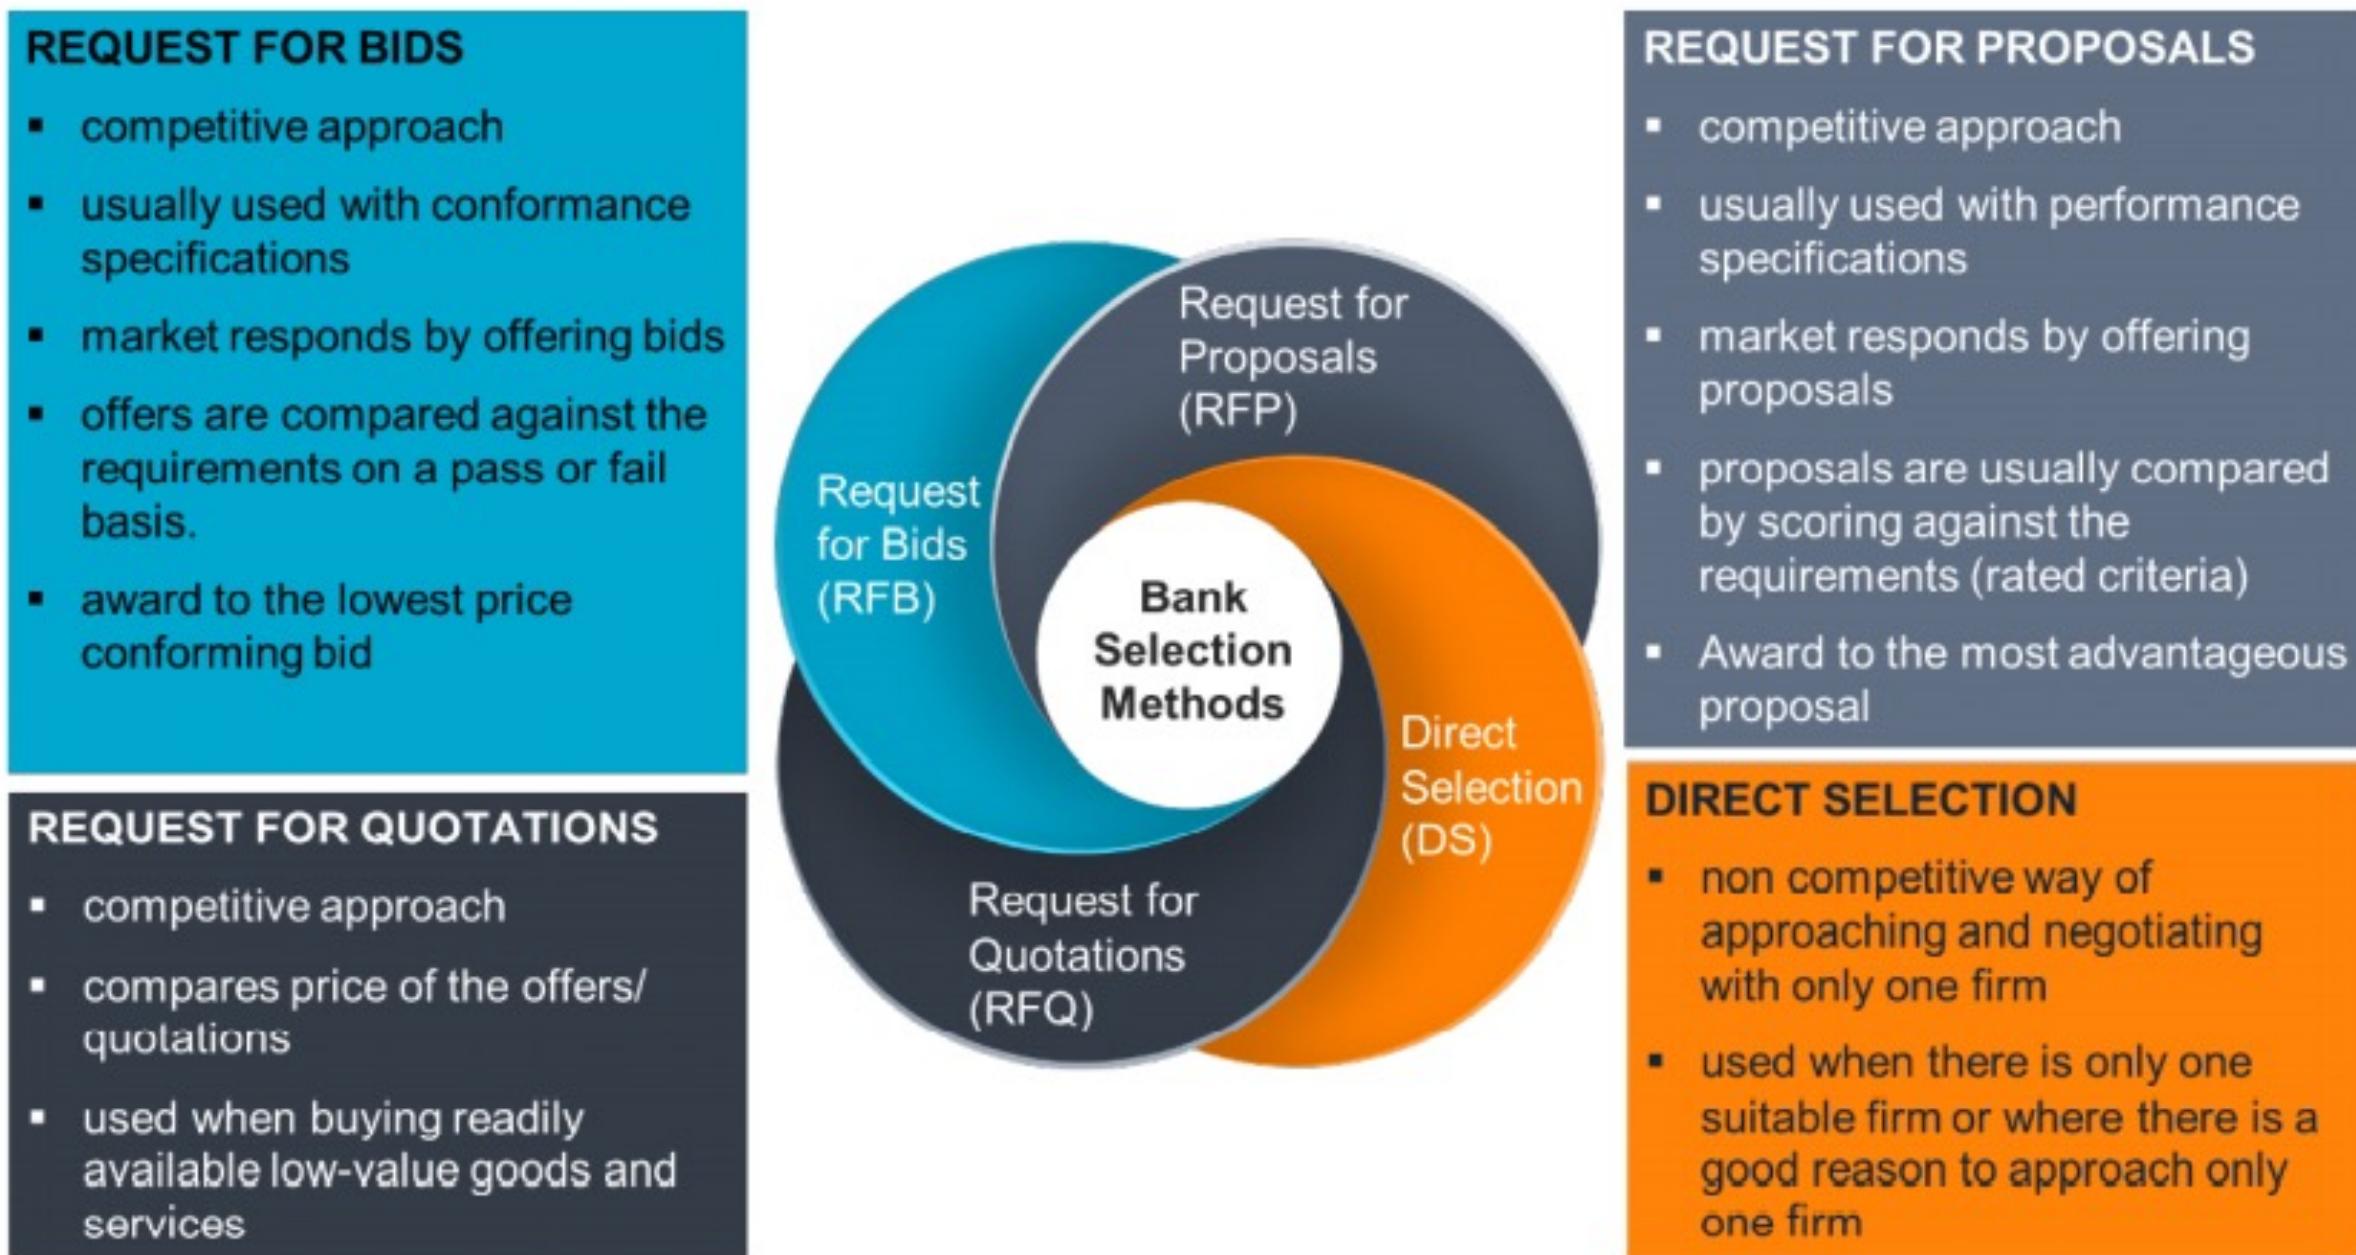 REQUEST FOR BIDS
▪ competitive approach
▪ usually used with conformance
specifications
▪ market responds by offering bids
▪ offers are compared against the
requirements on a pass or fail
basis.
▪ award to the lowest price
conforming bid
REQUEST FOR QUOTATIONS
▪ competitive approach
▪ compares price of the offers/
quotations
▪ used when buying readily
available low-value goods and
services
Request for
Proposals
(RFP)
Request
for Bids
(RFB)
Bank
Selection
Methods
Direct
Selection
(DS)
Request for
Quotations
(RFQ)
REQUEST FOR PROPOSALS
▪ competitive approach
▪ usually used with performance
specifications
▪ market responds by offering
proposals
▪ proposals are usually compared
by scoring against the
requirements (rated criteria)
▪ Award to the most advantageous
proposal
DIRECT SELECTION
▪ non competitive way of
approaching and negotiating
with only one firm
▪ used when there is only one
suitable firm or where there is a
good reason to approach only
one firm